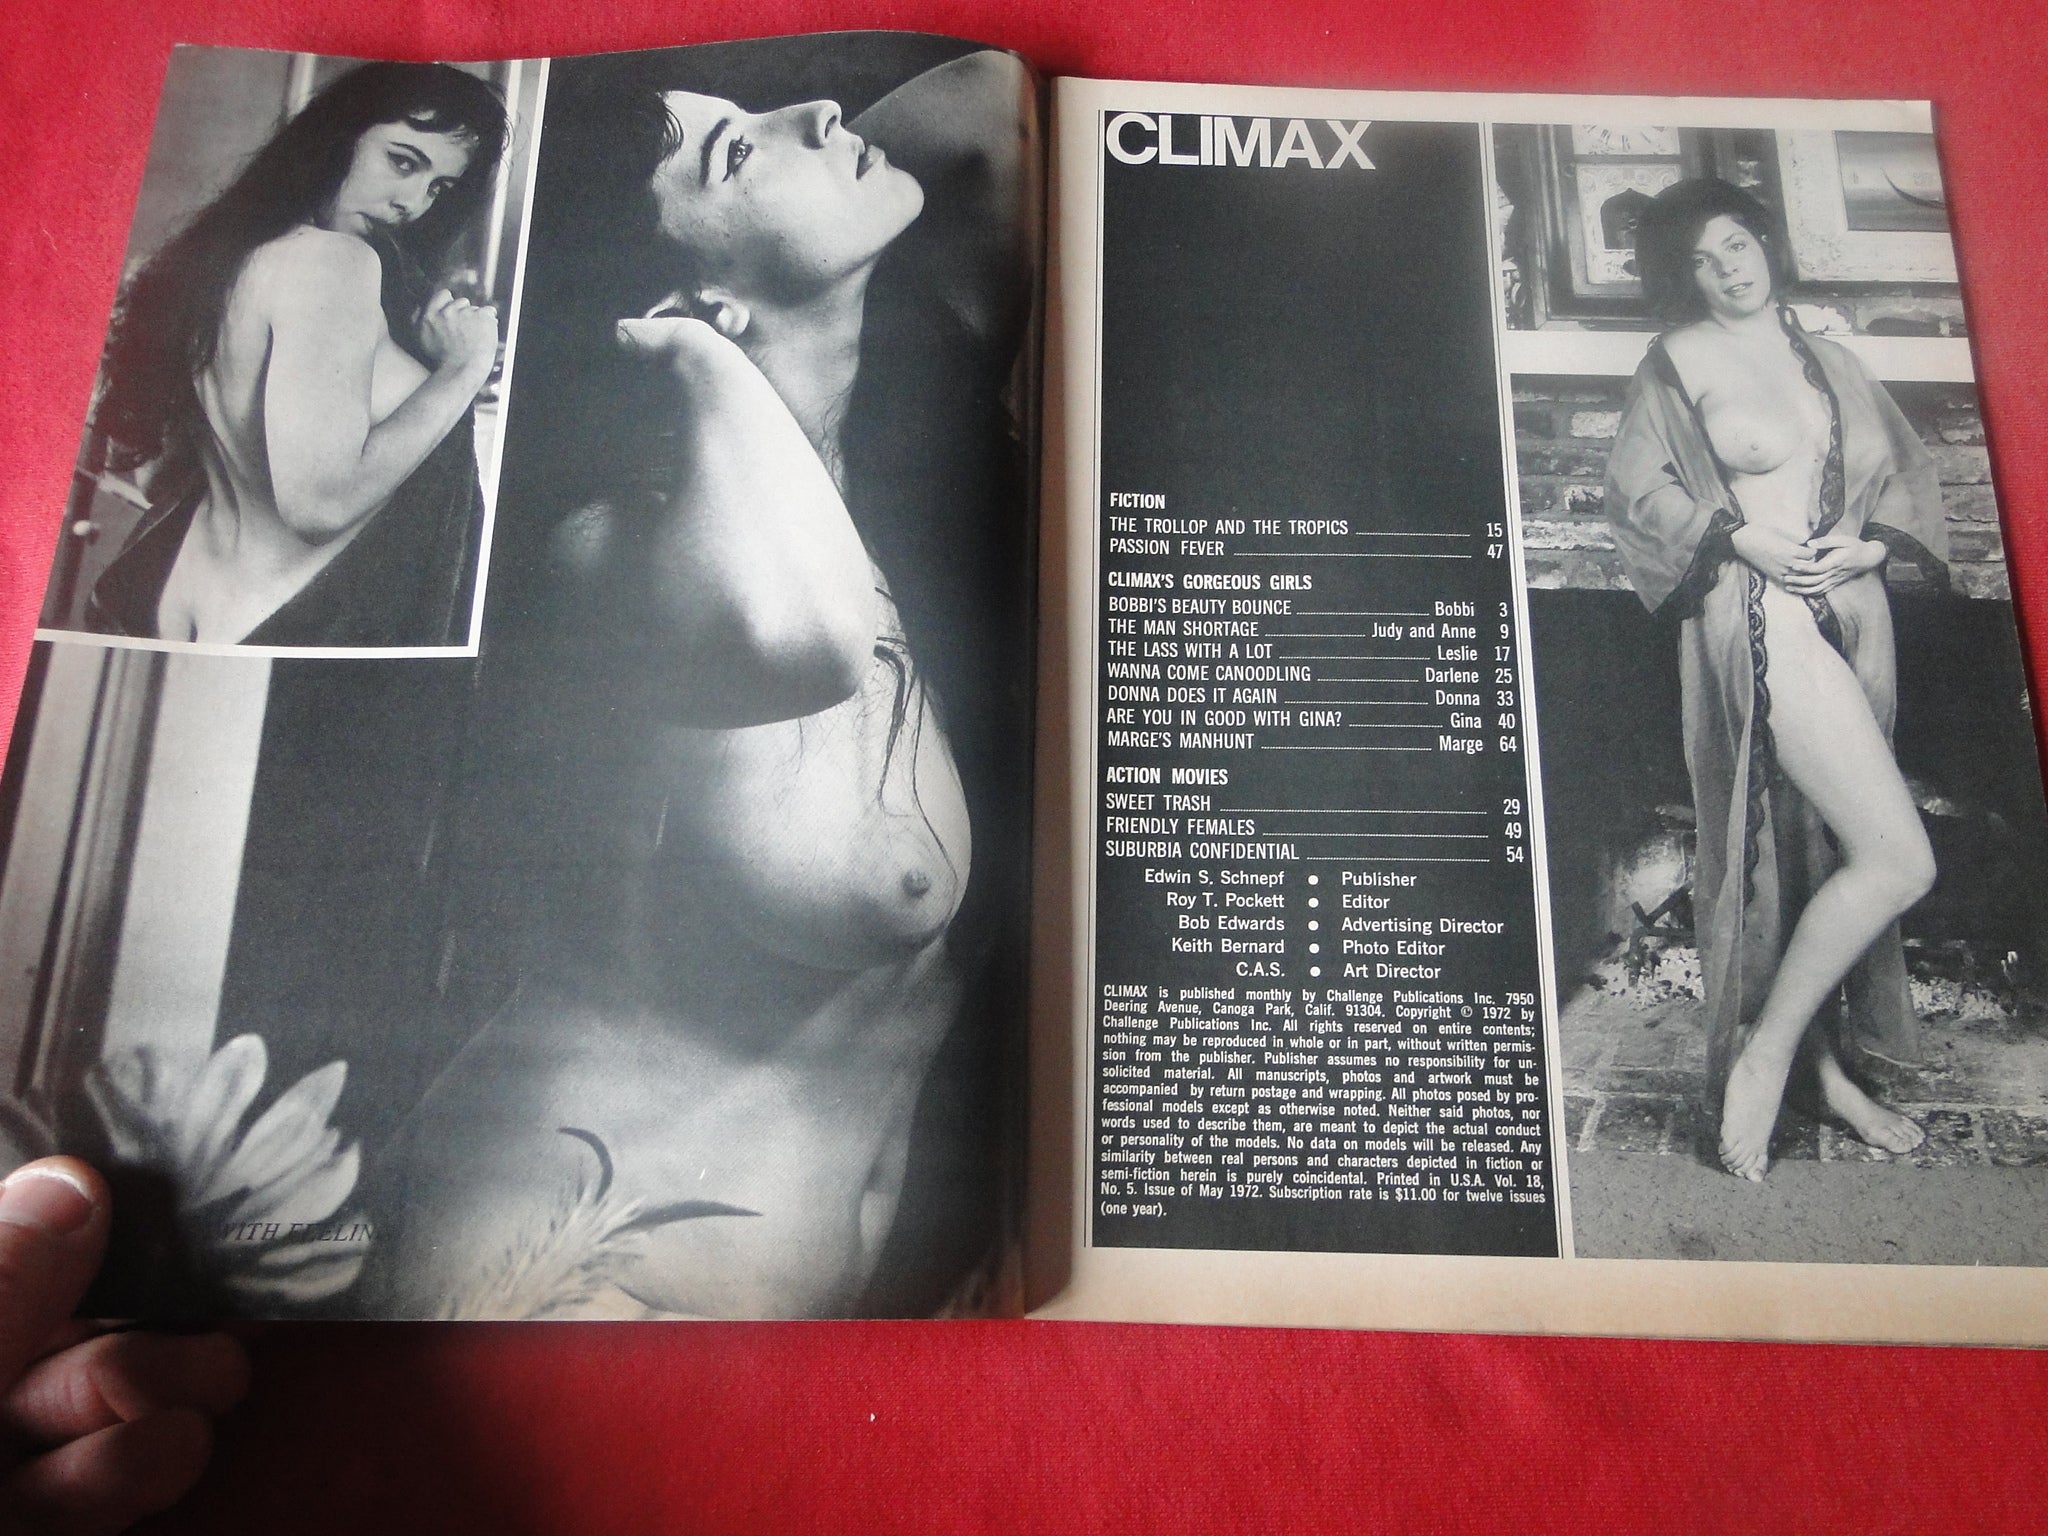 WITH FEELIN
CLIMAX
FICTION
THE TROLLOP AND THE TROPICS 15
PASSION FEVER 47
CLIMAX'S GORGEOUS GIRLS
BOBBI'S BEAUTY BOUNCE Bobbi 3
THE MAN SHORTAGE Judy and Anne 9
THE LASS WITH A LOT Leslie 17
WANNA COME CANOODLING Darlene 25
DONNA DOES IT AGAIN Donna 33
ARE YOU IN GOOD WITH GINA? Gina 40
MARGE'S MANHUNT Marge 64
ACTION MOVIES
SWEET TRASH 29
FRIENDLY FEMALES 49
SUBURBIA CONFIDENTIAL 54
Edwin S. Schnepf ● Publisher
Roy T. Pockett ● Editor
Bob Edwards ● Advertising Director
Keith Bernard ● Photo Editor
C.A.S. ● Art Director
CLIMAX is published monthly by Challenge Publications Inc. 7950
Deering Avenue, Canoga Park, Calif. 91304. Copyright © 1972 by
Challenge Publications Inc. All rights reserved on entire contents;
nothing may be reproduced in whole or in part, without written permis-
sion from the publisher. Publisher assumes no responsibility for un-
solicited material. All manuscripts, photos and artwork must be
accompanied by return postage and wrapping. All photos posed by pro-
fessional models except as otherwise noted. Neither said photos, nor
words used to describe them, are meant to depict the actual conduct
or personality of the models. No data on models will be released. Any
similarity between real persons and characters depicted in fiction or
semi-fiction herein is purely coincidental. Printed in U.S.A. Vol. 18,
No. 5. Issue of May 1972. Subscription rate is $11.00 for twelve issues
(one year).